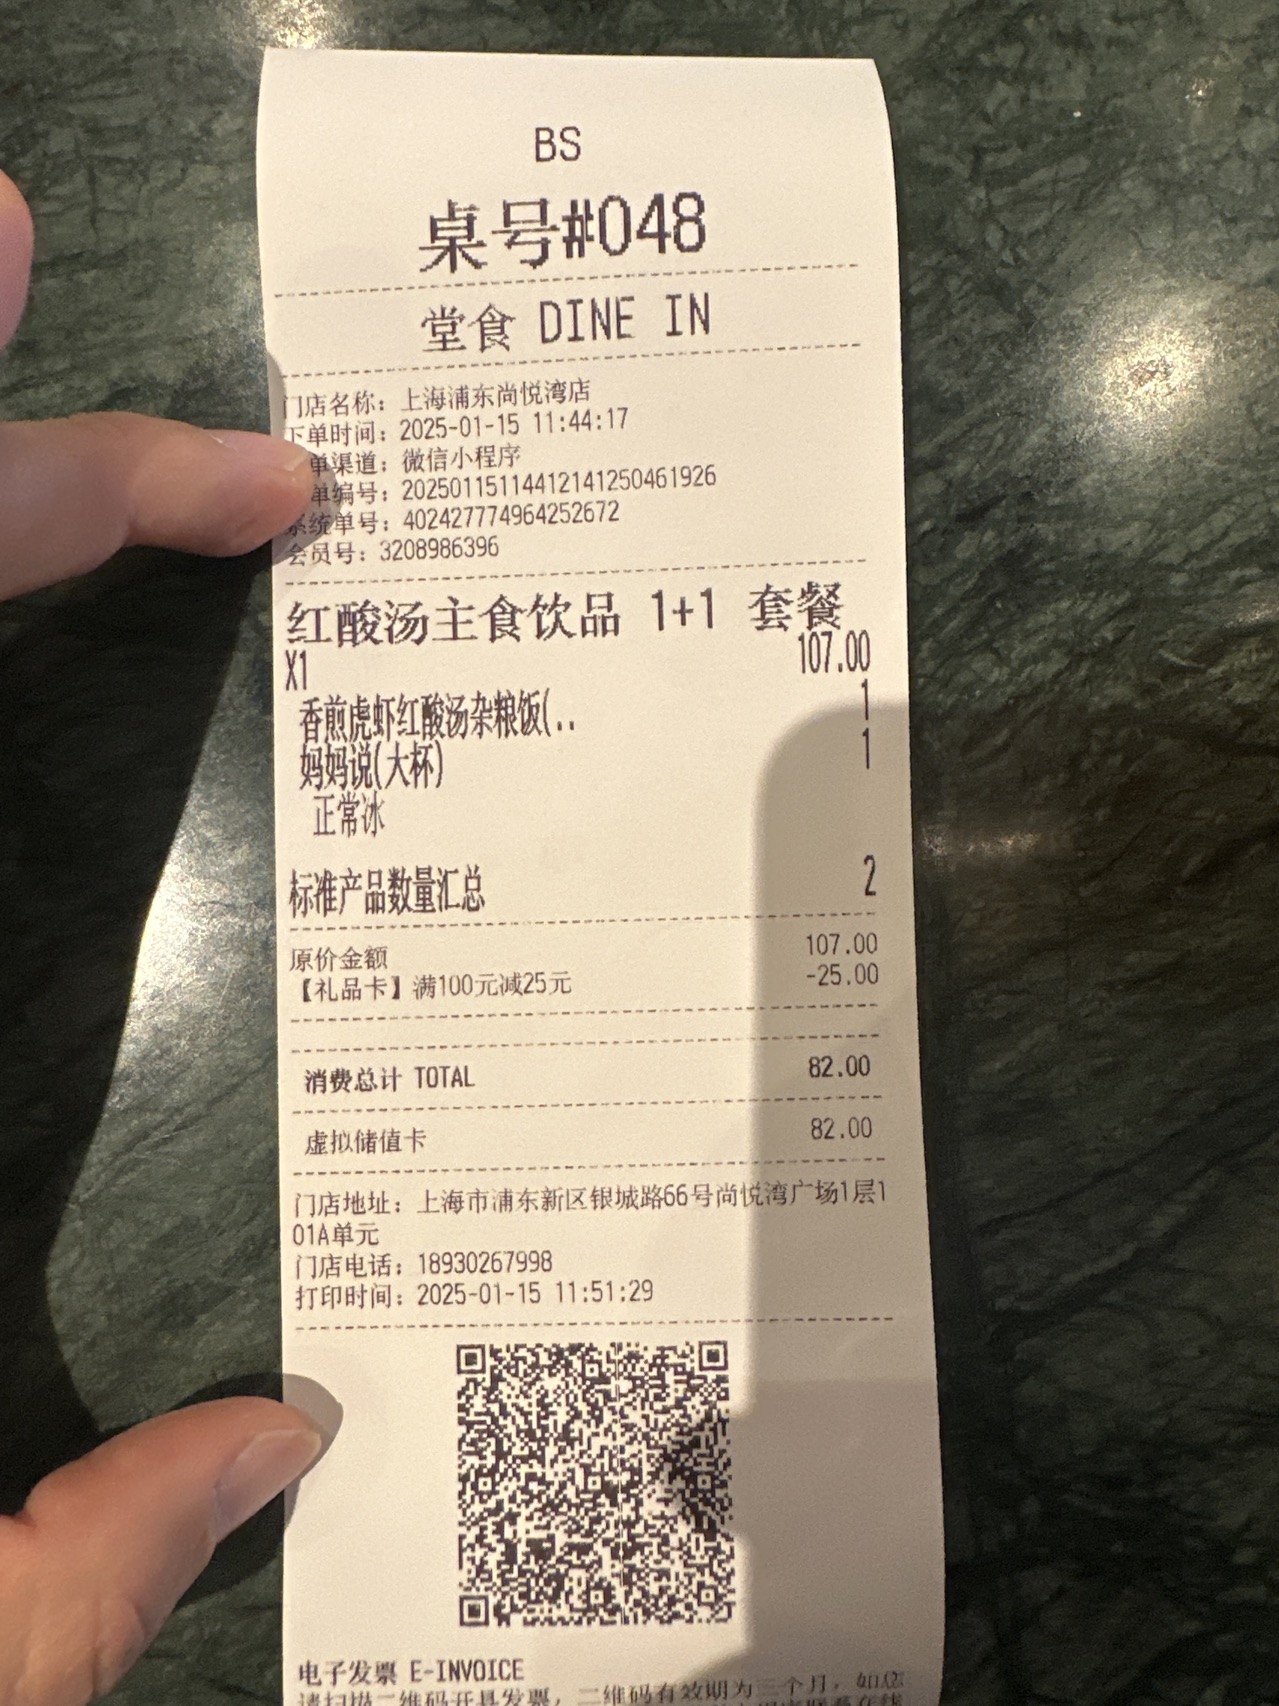 BS
桌号#048
堂食 DINE IN
门店名称：上海浦东尚悦湾店
下单时间：2025-01-15 11:44:17
单渠道：微信小程序
单编号：20250115114412141250461926
系统单号：402427774964252672
会员号：3208986396
红酸汤主食饮品 1+1 套餐
X1 107.00
香煎虎虾红酸汤杂粮饭(.. 1
妈妈说(大杯) 1
正常冰
标准产品数量汇总 2
原价金额 107.00
【礼品卡】满100元减25元 -25.00
消费总计 TOTAL 82.00
虚拟储值卡 82.00
门店地址：上海市浦东新区银城路66号尚悦湾广场1层1
01A单元
门店电话：18930267998
打印时间：2025-01-15 11:51:29
电子发票 E-INVOICE
请扫描二维码开具发票，二维码有效期为三个月，如您